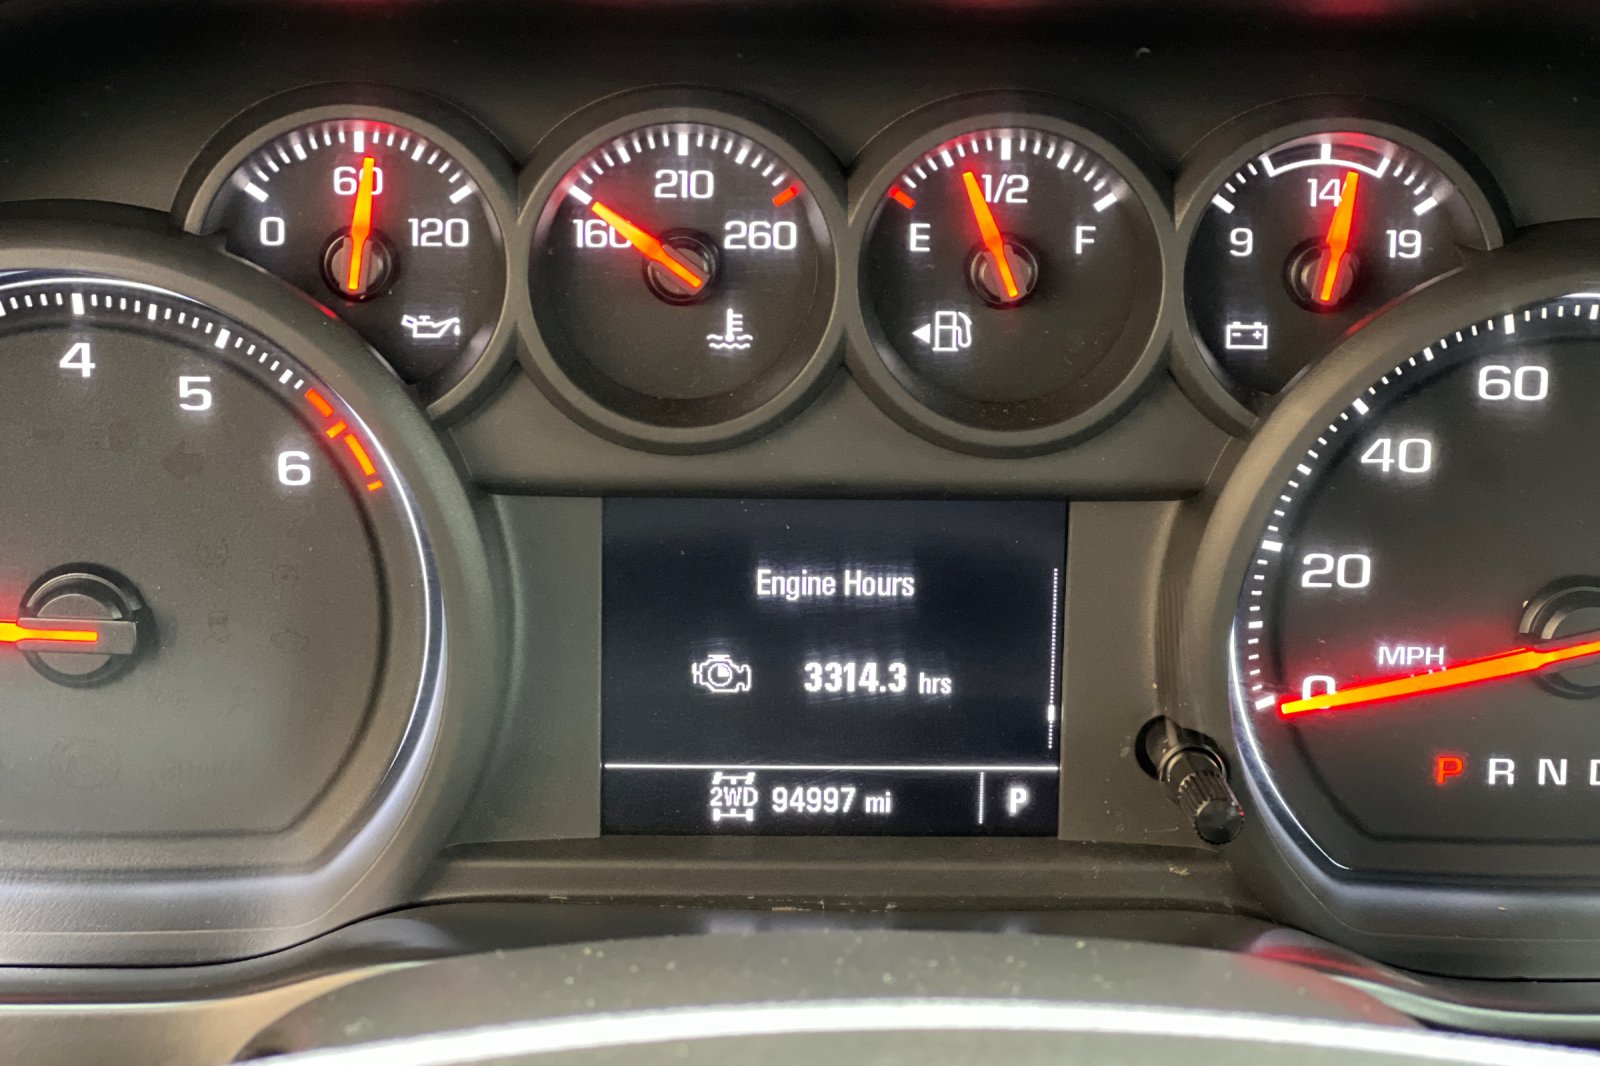 0 60 120
160 210 260
E 1/2 F
9 14 19
4 5 6
Engine Hours
3314.3 hrs
2WD 94997 mi P
60
40
20
MPH
0
P R N D